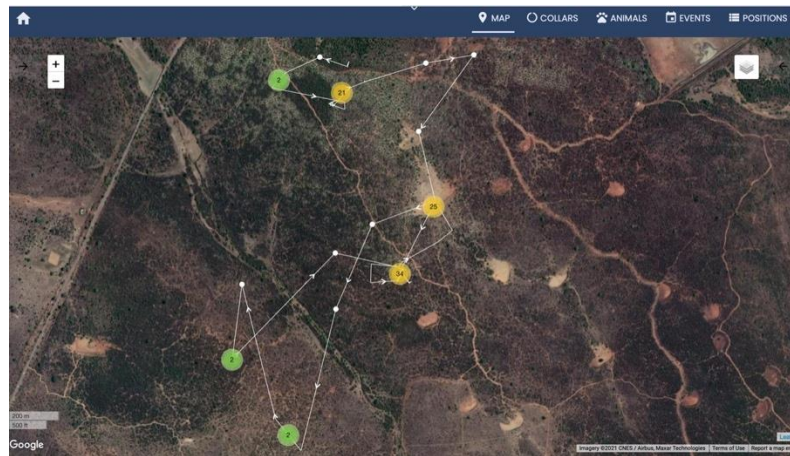 MAP COLLARS ANIMALS EVENTS POSITIONS
+
−
2
21
25
34
2
2
200 m
500 ft
Google
Imagery ©2021 CNES / Airbus, Maxar Technologies Terms of Use Report a map